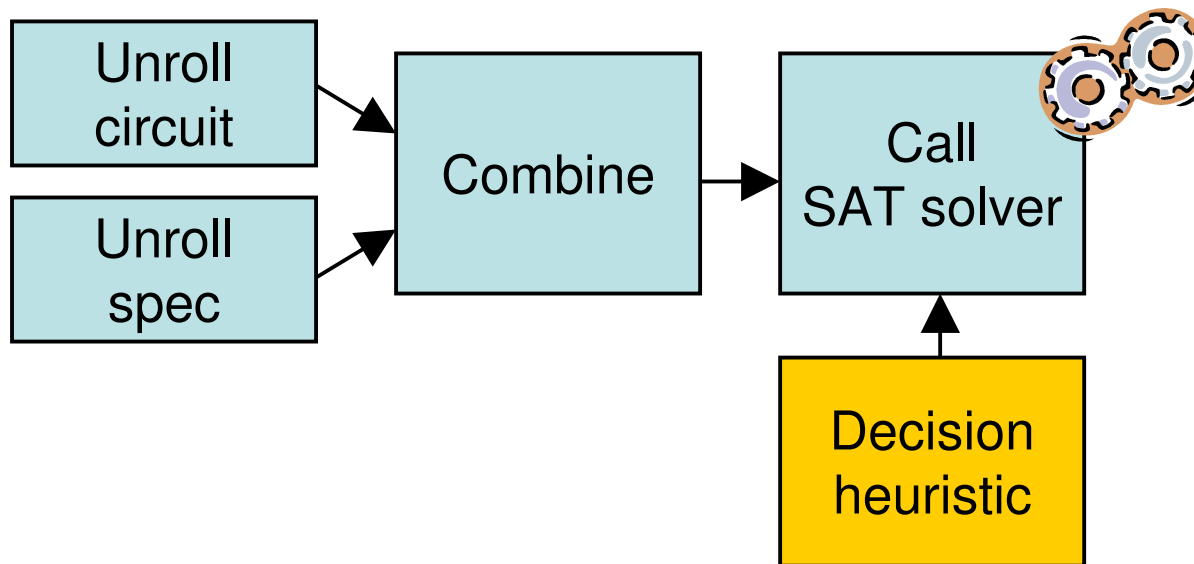 Unroll
circuit
Unroll
spec
Combine
Call
SAT solver
Decision
heuristic